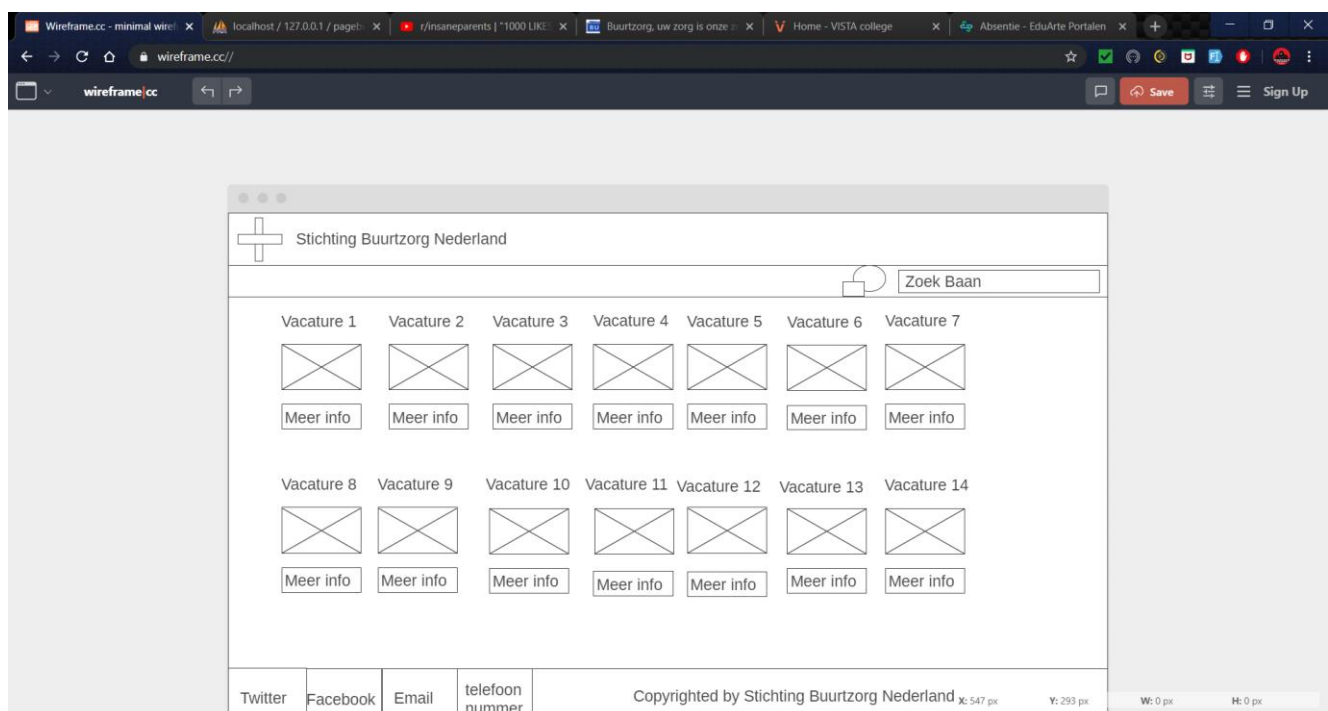 Wireframe.cc - minimal wiref localhost / 127.0.0.1 / pageb r/insaneparents | "1000 LIKES Buurtzorg, uw zorg is onze Home - VISTA college Absentie - EduArte Portalen
wireframe.cc//
wireframe|cc Save Sign Up
Stichting Buurtzorg Nederland
Zoek Baan
Vacature 1 Vacature 2 Vacature 3 Vacature 4 Vacature 5 Vacature 6 Vacature 7
Meer info Meer info Meer info Meer info Meer info Meer info Meer info
Vacature 8 Vacature 9 Vacature 10 Vacature 11 Vacature 12 Vacature 13 Vacature 14
Meer info Meer info Meer info Meer info Meer info Meer info Meer info
Twitter Facebook Email telefoon
nummer
Copyrighted by Stichting Buurtzorg Nederland
X: 547 px Y: 293 px W: 0 px H: 0 px